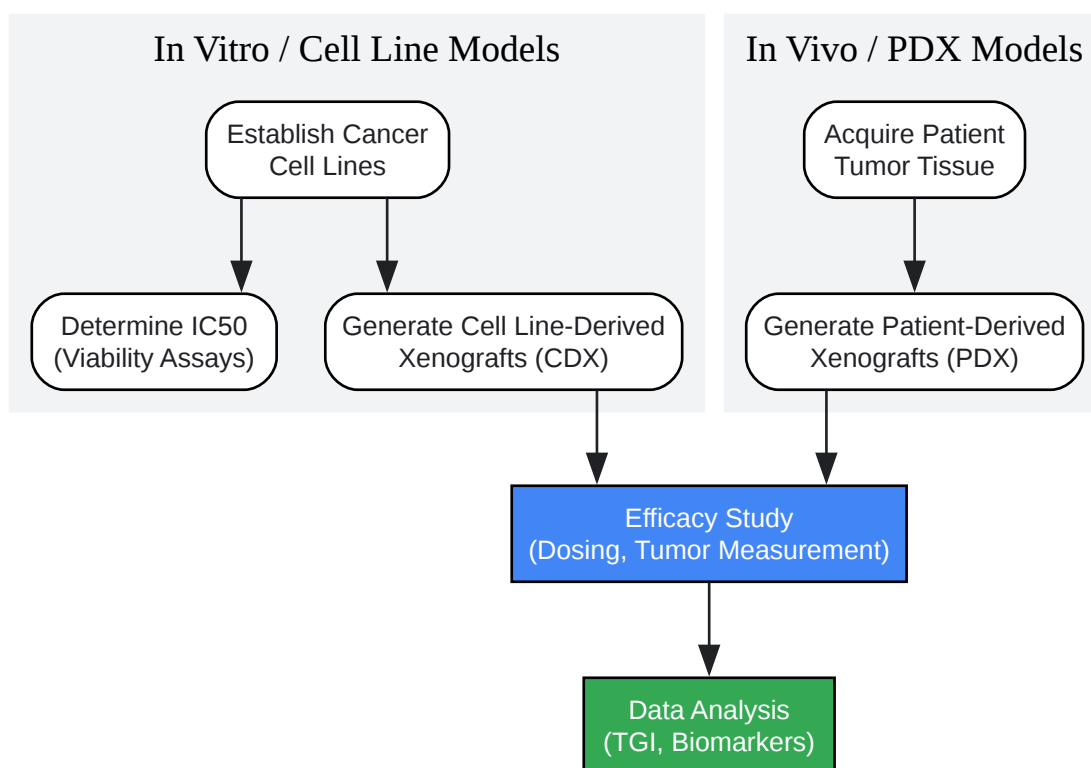 In Vitro / Cell Line Models
Establish Cancer
Cell Lines
Determine IC50
(Viability Assays)
Generate Cell Line-Derived
Xenografts (CDX)
In Vivo / PDX Models
Acquire Patient
Tumor Tissue
Generate Patient-Derived
Xenografts (PDX)
Efficacy Study
(Dosing, Tumor Measurement)
Data Analysis
(TGI, Biomarkers)